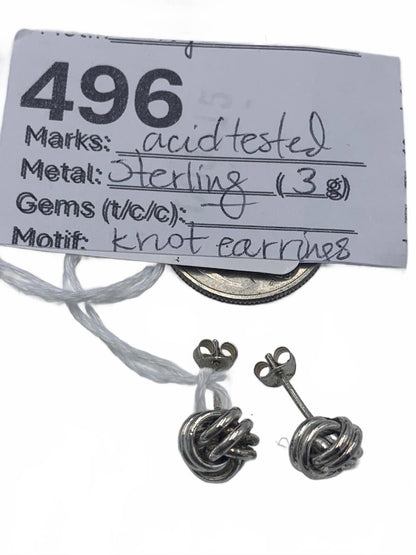 496
Marks: acid tested
Metal: Sterling (3 g)
Gems (t/c/c):
Motif: knot earrings